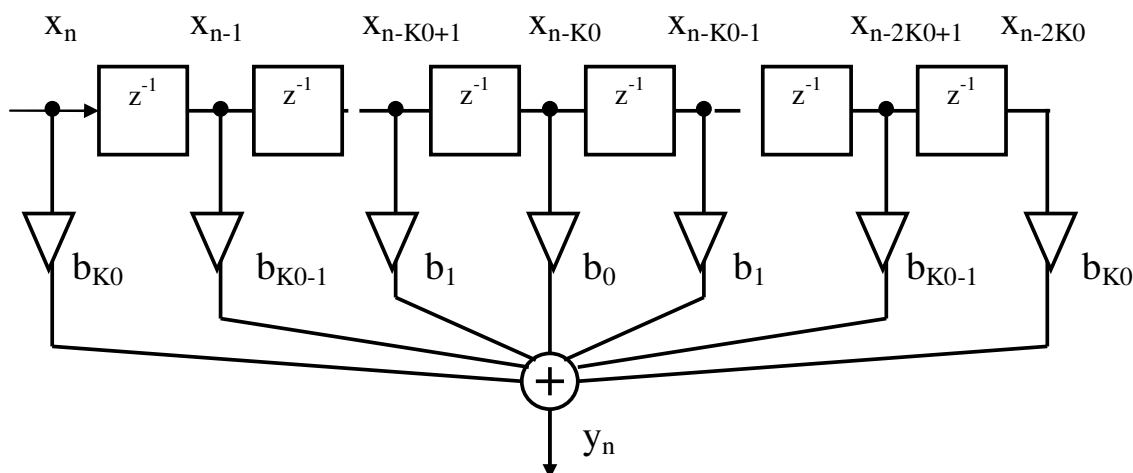 xₙ xₙ₋₁ xₙ₋K0+1 xₙ₋K0 xₙ₋K0-1 xₙ₋2K0+1 xₙ₋2K0
z⁻¹ z⁻¹ z⁻¹ z⁻¹ z⁻¹ z⁻¹
bK0 bK0-1 b₁ b₀ b₁ bK0-1 bK0
+
yₙ